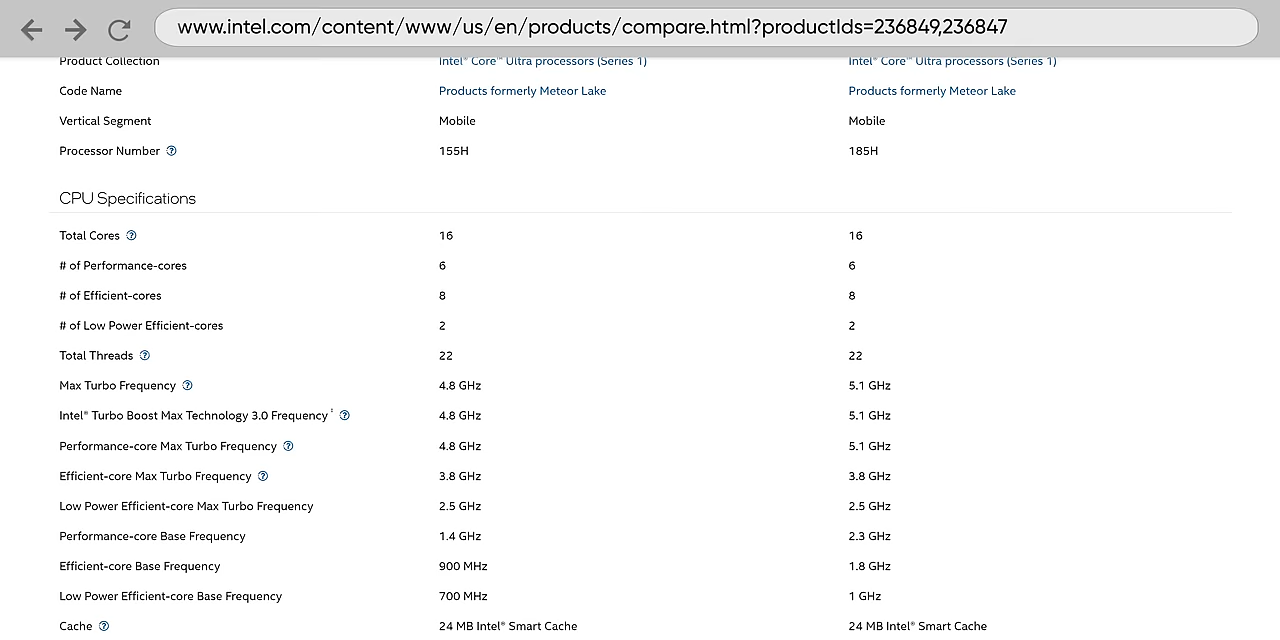 www.intel.com/content/www/us/en/products/compare.html?productIds=236849,236847
Product Collection Intel® Core™ Ultra processors (Series 1) Intel® Core™ Ultra processors (Series 1)
Code Name Products formerly Meteor Lake Products formerly Meteor Lake
Vertical Segment Mobile Mobile
Processor Number ? 155H 185H
CPU Specifications
Total Cores ? 16 16
# of Performance-cores 6 6
# of Efficient-cores 8 8
# of Low Power Efficient-cores 2 2
Total Threads ? 22 22
Max Turbo Frequency ? 4.8 GHz 5.1 GHz
Intel® Turbo Boost Max Technology 3.0 Frequency ‡ ? 4.8 GHz 5.1 GHz
Performance-core Max Turbo Frequency ? 4.8 GHz 5.1 GHz
Efficient-core Max Turbo Frequency ? 3.8 GHz 3.8 GHz
Low Power Efficient-core Max Turbo Frequency 2.5 GHz 2.5 GHz
Performance-core Base Frequency 1.4 GHz 2.3 GHz
Efficient-core Base Frequency 900 MHz 1.8 GHz
Low Power Efficient-core Base Frequency 700 MHz 1 GHz
Cache ? 24 MB Intel® Smart Cache 24 MB Intel® Smart Cache